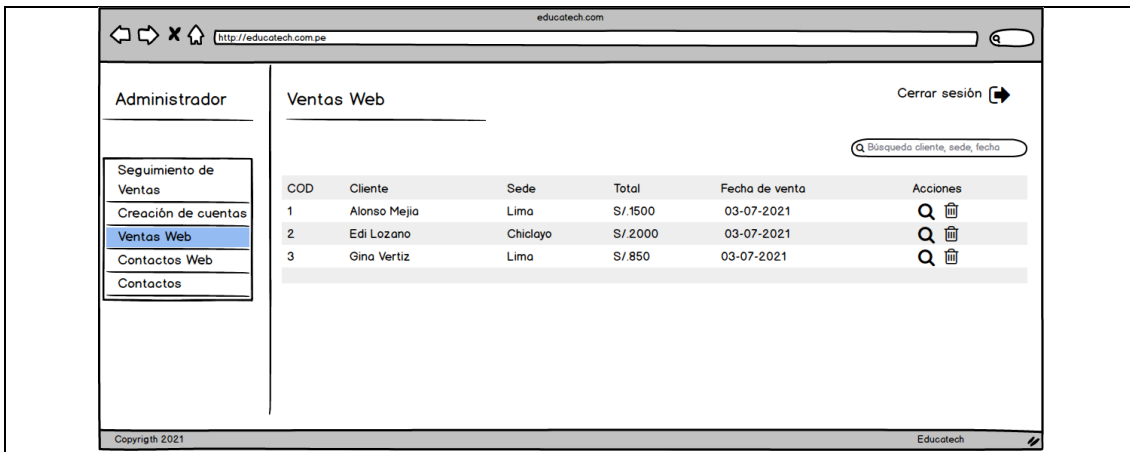 educatech.com
http://educatech.com.pe
Administrador
Seguimiento de
Ventas
Creación de cuentas
Ventas Web
Contactos Web
Contactos
Ventas Web
Cerrar sesión
Búsqueda cliente, sede, fecha
COD Cliente Sede Total Fecha de venta Acciones
1 Alonso Mejia Lima S/.1500 03-07-2021
2 Edi Lozano Chiclayo S/.2000 03-07-2021
3 Gina Vertiz Lima S/.850 03-07-2021
Copyrigth 2021 Educatech